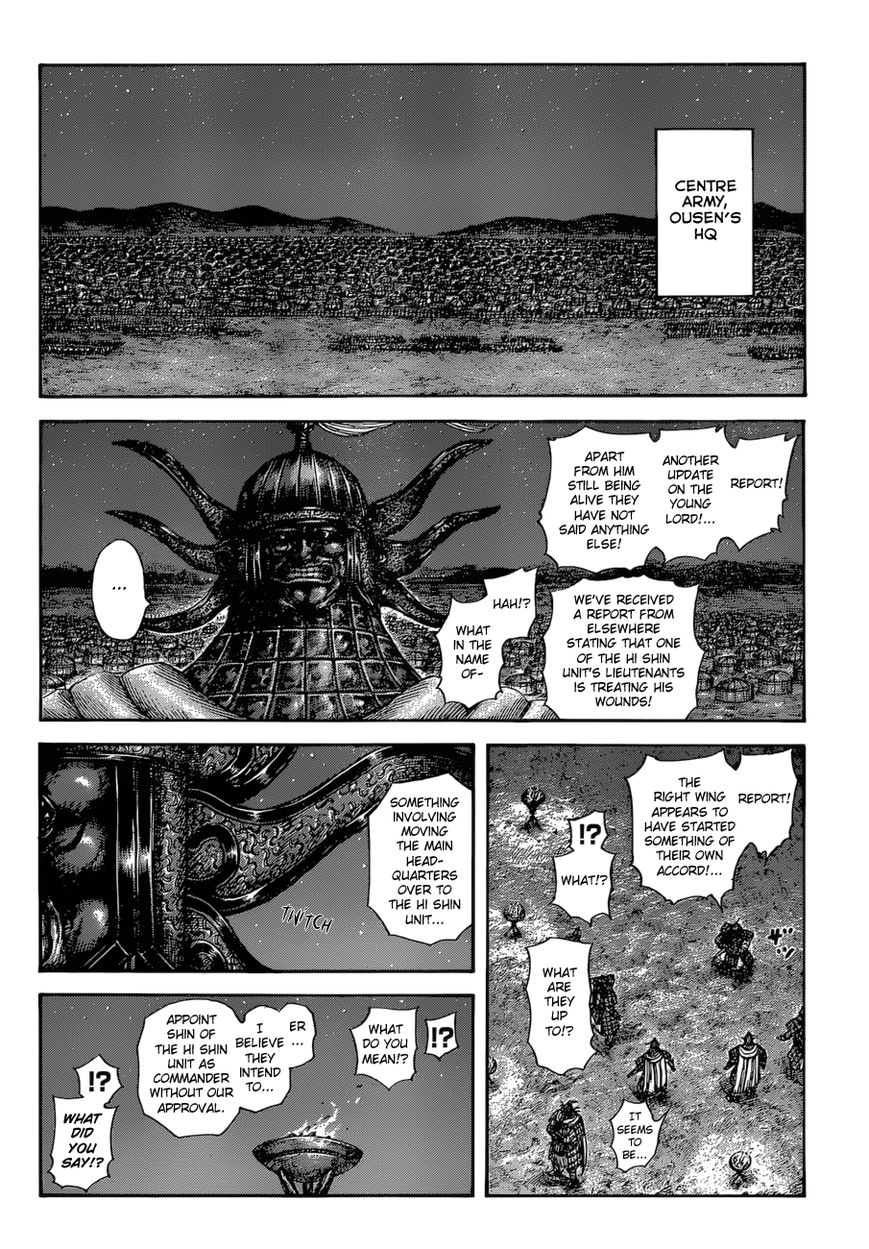 CENTRE
ARMY,
OUSEN'S
HQ
REPORT!
ANOTHER
UPDATE
ON THE
YOUNG
LORD!...
APART
FROM HIM
STILL BEING
ALIVE THEY
HAVE NOT
SAID ANYTHING
ELSE!
WE'VE RECEIVED
A REPORT FROM
ELSEWHERE
STATING THAT ONE
OF THE HI SHIN
UNIT'S LIEUTENANTS
IS TREATING HIS
WOUNDS!
HAH!?
WHAT
IN THE
NAME
OF-
...
REPORT!
THE
RIGHT WING
APPEARS TO
HAVE STARTED
SOMETHING OF
THEIR OWN
ACCORD!...
!?
WHAT!?
WHAT
ARE
THEY
UP
TO!?
IT
SEEMS
TO
BE...
SOMETHING
INVOLVING
MOVING
THE MAIN
HEAD-
QUARTERS
OVER TO
THE HI SHIN
UNIT...
TWITCH
!?
WHAT
DO YOU
MEAN!?
ER
...
I
BELIEVE
THEY
INTEND
TO...
APPOINT
SHIN OF
THE HI SHIN
UNIT AS
COMMANDER
WITHOUT OUR
APPROVAL.
!?
WHAT
DID
YOU
SAY!?